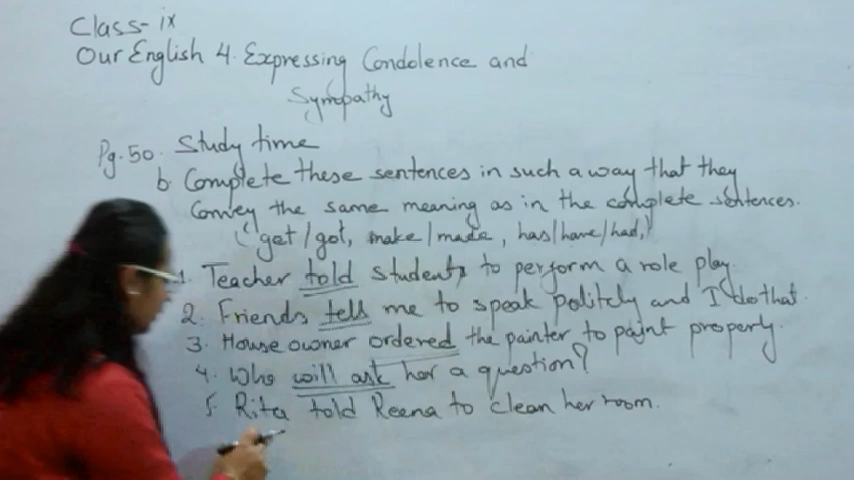 Class - ix
Our English 4. Expressing Condolence and
Sympathy
Pg. 50. Study time
b. Complete these sentences in such a way that they
Convey the same meaning as in the complete sentences.
(get/got, make/made, has/have/had,)
1. Teacher told students to perform a role play.
2. Friends tell me to speak politely and I do that.
3. House owner ordered the painter to paint properly.
4. Who will ask her a question?
5. Rita told Reena to clean her room.